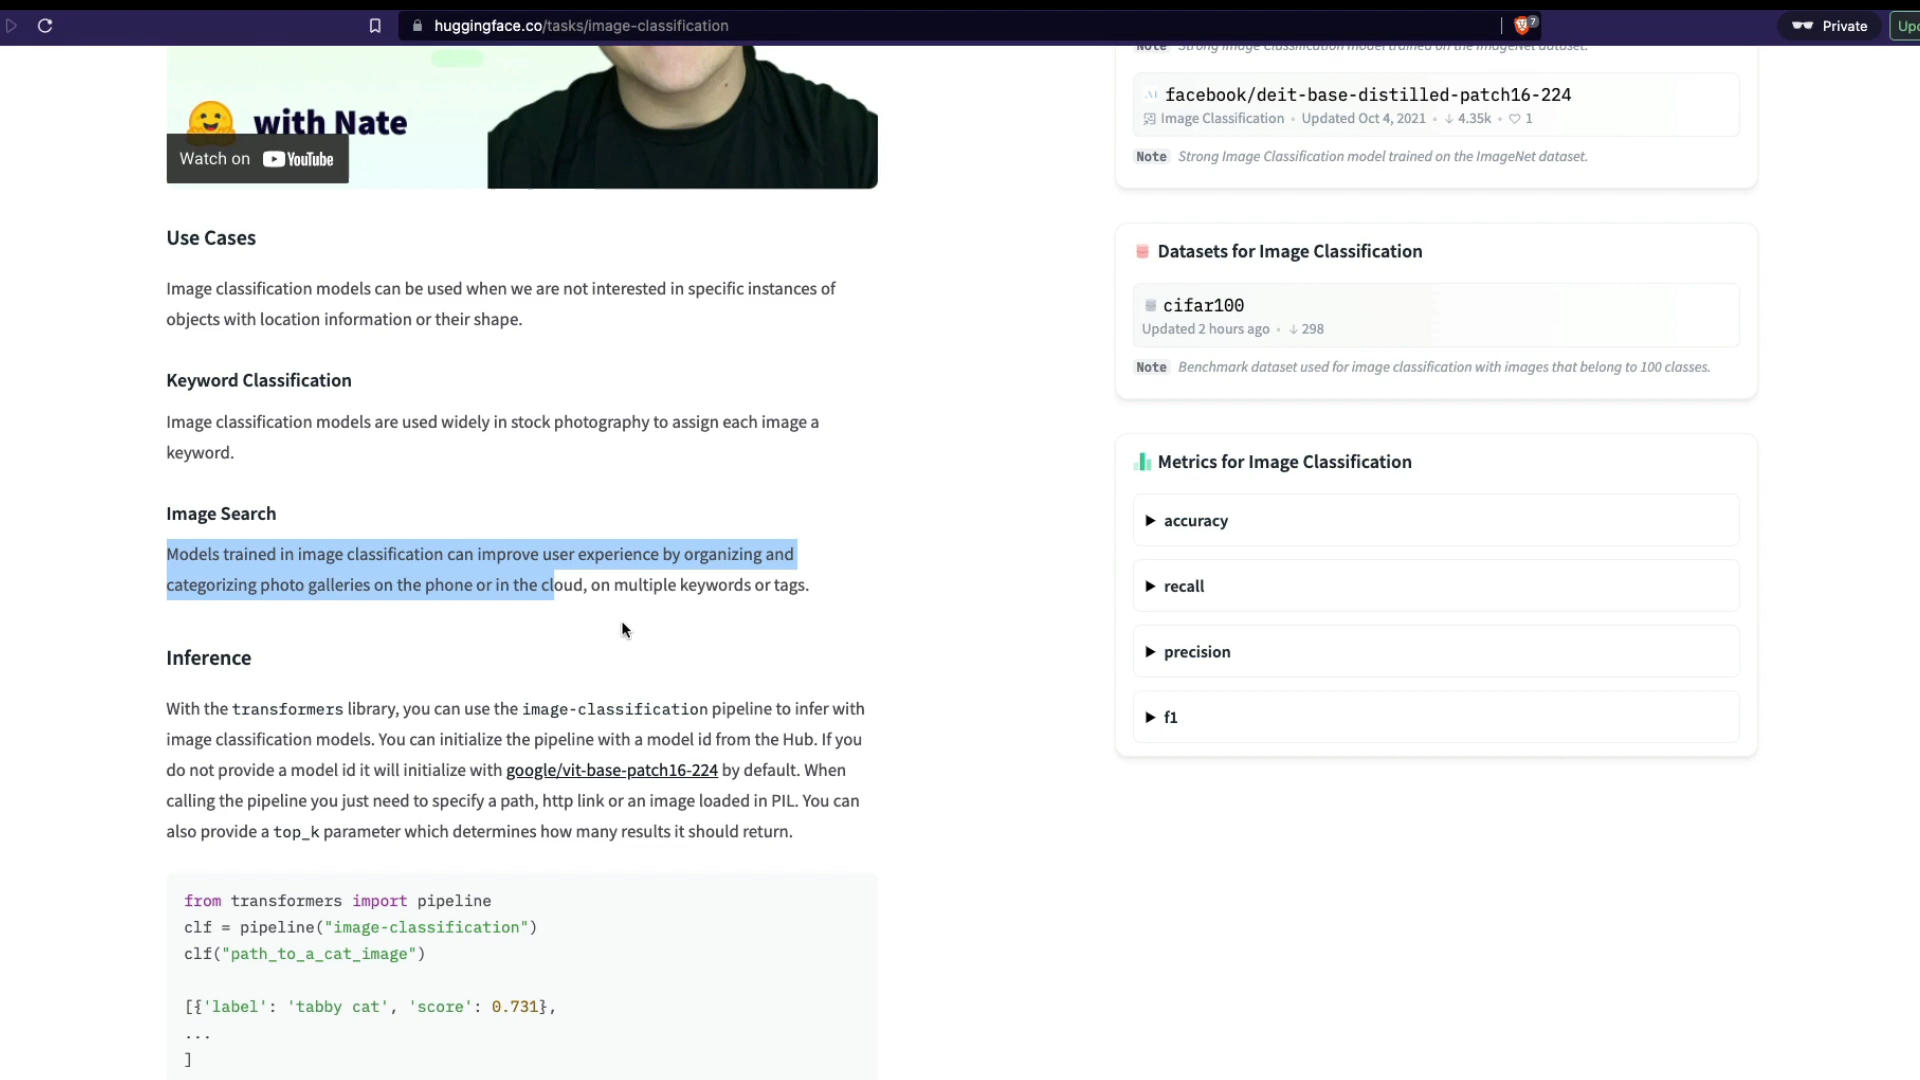 huggingface.co/tasks/image-classification
7
Private
Upd
with Nate
Watch on YouTube
Use Cases
Image classification models can be used when we are not interested in specific instances of
objects with location information or their shape.
Keyword Classification
Image classification models are used widely in stock photography to assign each image a
keyword.
Image Search
Models trained in image classification can improve user experience by organizing and
categorizing photo galleries on the phone or in the cloud, on multiple keywords or tags.
Inference
With the transformers library, you can use the image-classification pipeline to infer with
image classification models. You can initialize the pipeline with a model id from the Hub. If you
do not provide a model id it will initialize with google/vit-base-patch16-224 by default. When
calling the pipeline you just need to specify a path, http link or an image loaded in PIL. You can
also provide a top_k parameter which determines how many results it should return.
from transformers import pipeline
clf = pipeline("image-classification")
clf("path_to_a_cat_image")
[{'label': 'tabby cat', 'score': 0.731},
...
]
Note Strong Image Classification model trained on the ImageNet dataset.
facebook/deit-base-distilled-patch16-224
Image Classification • Updated Oct 4, 2021 • ↓ 4.35k • ♡ 1
Note Strong Image Classification model trained on the ImageNet dataset.
Datasets for Image Classification
cifar100
Updated 2 hours ago • ↓ 298
Note Benchmark dataset used for image classification with images that belong to 100 classes.
Metrics for Image Classification
▶ accuracy
▶ recall
▶ precision
▶ f1